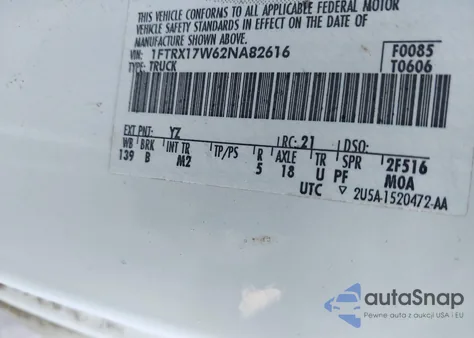 THIS VEHICLE CONFORMS TO ALL APPLICABLE FEDERAL MOTOR
VEHICLE SAFETY STANDARDS IN EFFECT ON THE DATE OF
MANUFACTURE SHOWN ABOVE.
VIN: 1FTRX17W62NA82616
TYPE: TRUCK
F0085
T0606
EXT PNT: YZ RC: 21 DSO:
WB BRK INT TR TP/PS R AXLE TR SPR 2F516
139 B M2 5 18 U PF MOA
UTC ▽ 2U5A-1520472-AA
autoSnap
Pewne auta z aukcji USA i EU